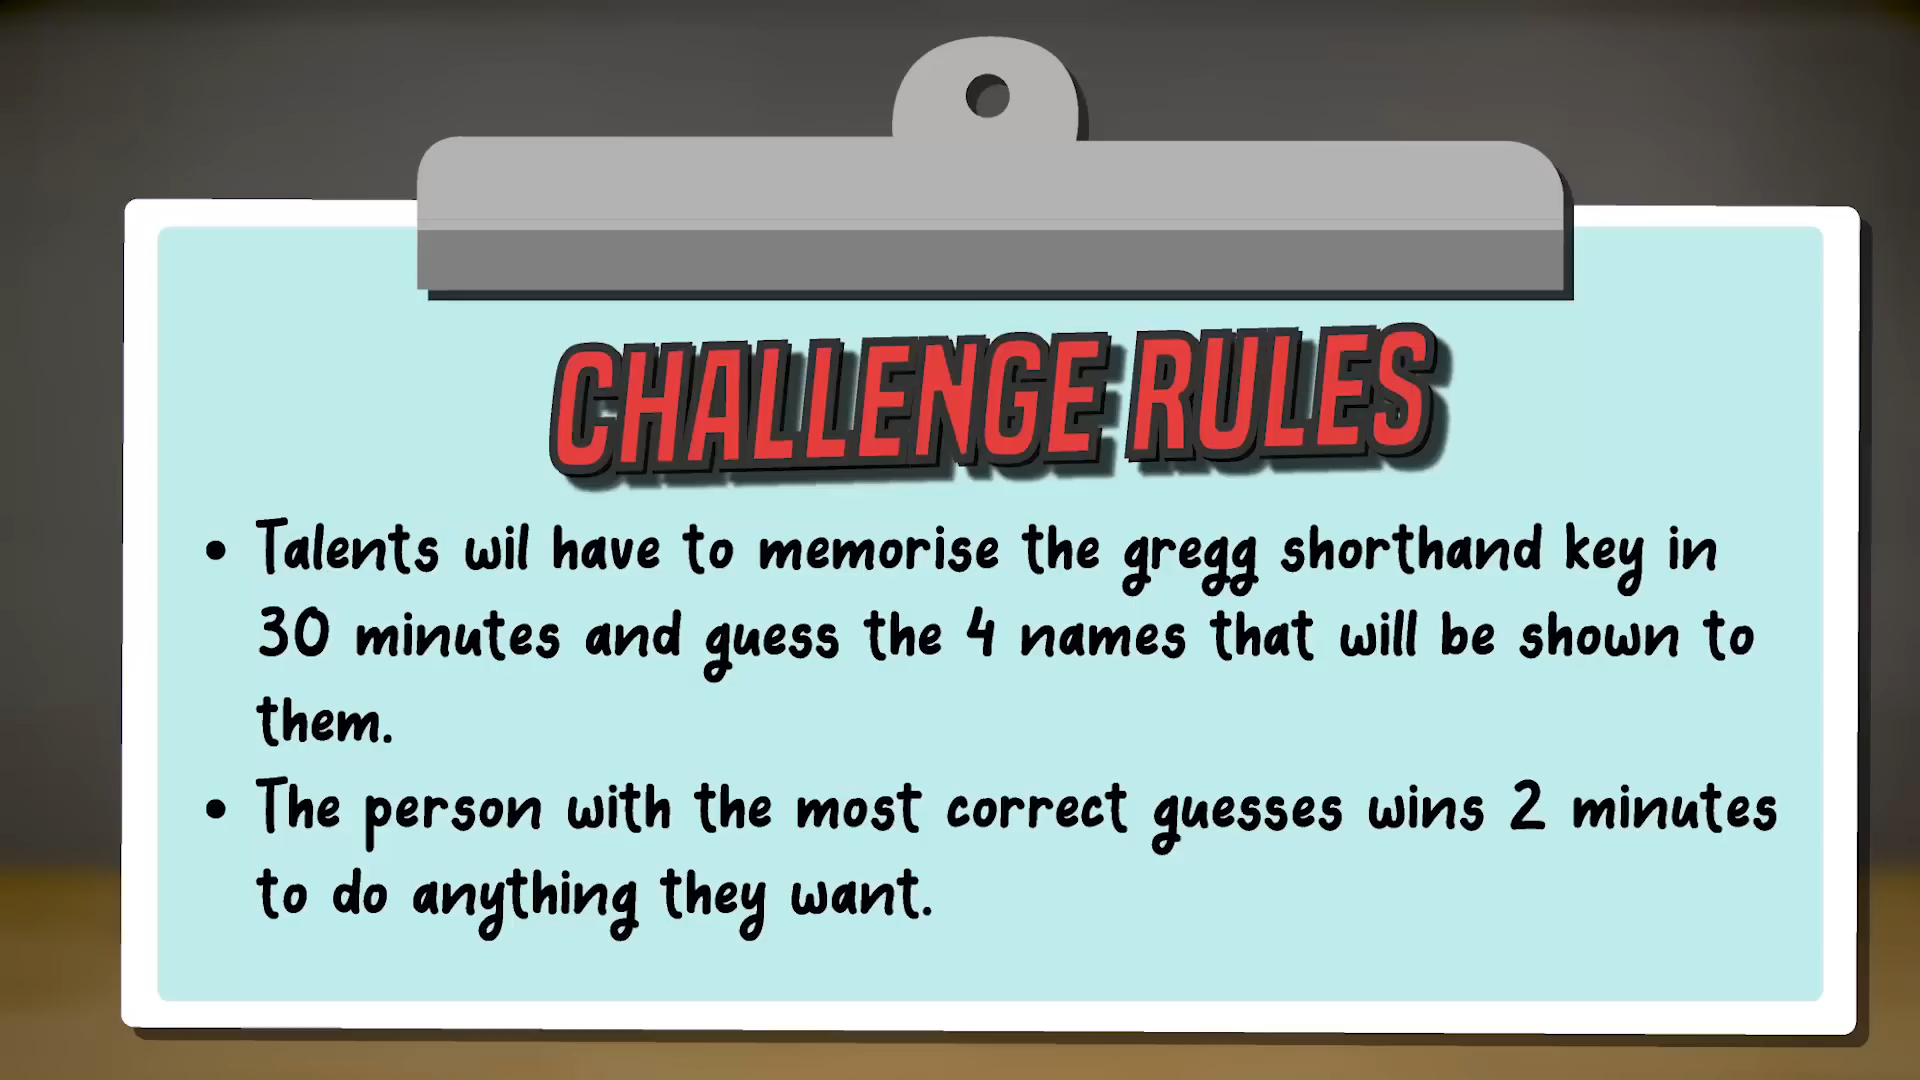 CHALLENGE RULES
• Talents wil have to memorise the gregg shorthand key in
30 minutes and guess the 4 names that will be shown to
them.
• The person with the most correct guesses wins 2 minutes
to do anything they want.